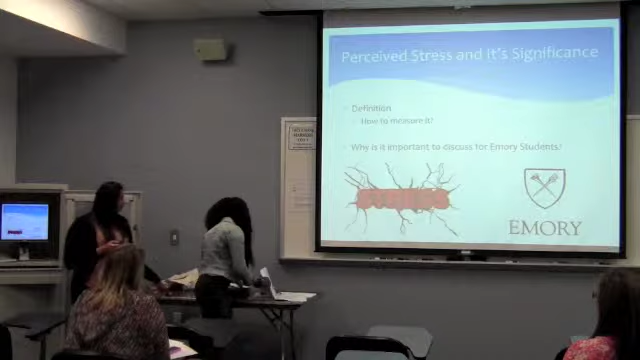 Perceived Stress and it's Significance
Definition
How to measure it?
Why is it important to discuss for Emory Students?
EMORY